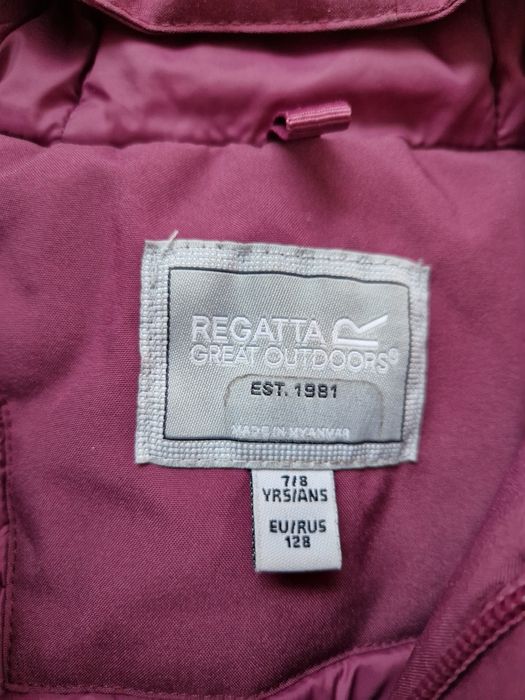 REGATTA
GREAT OUTDOORS®
EST. 1981
MADE IN MYANMAR
7/8
YRS/ANS
EU/RUS
128